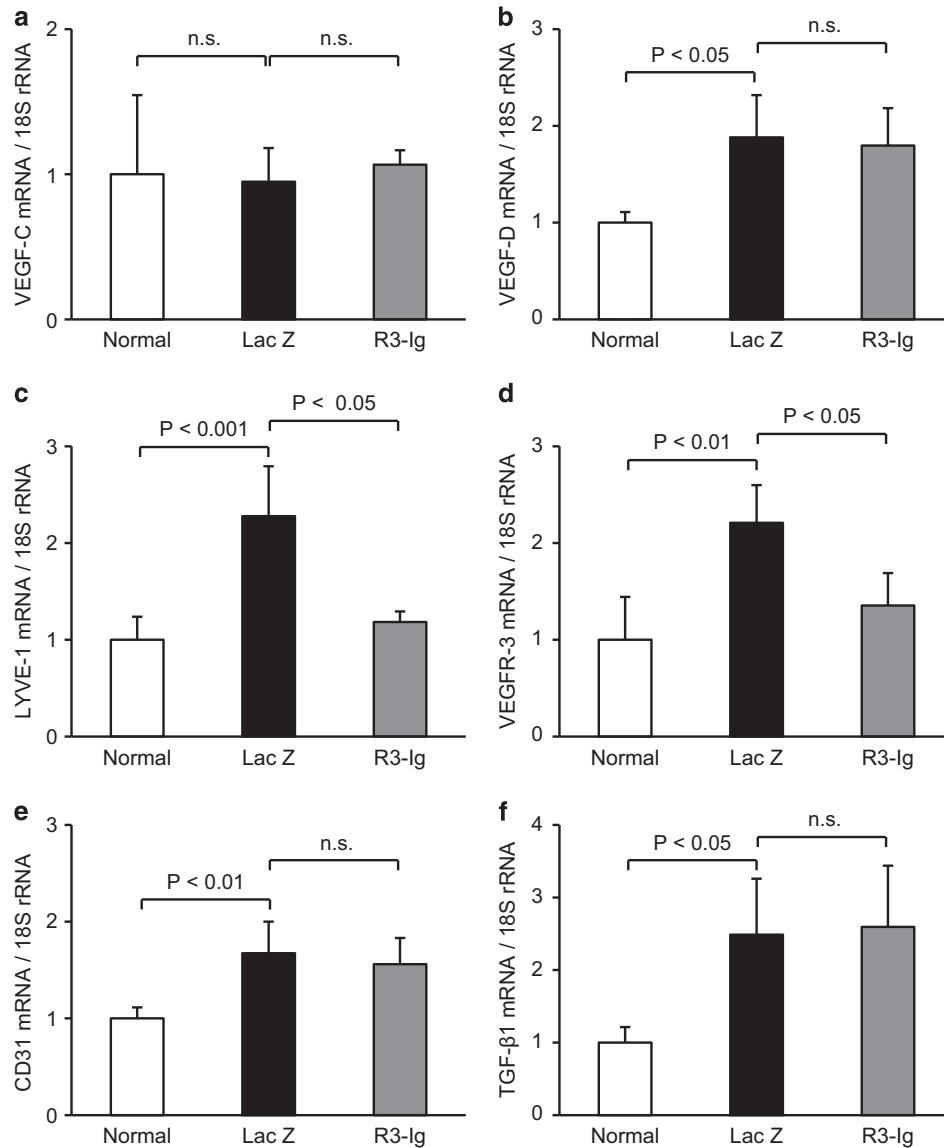 a
VEGF-C mRNA / 18S rRNA
2
1
0
n.s.
n.s.
Normal
Lac Z
R3-Ig
b
VEGF-D mRNA / 18S rRNA
3
2
1
0
P < 0.05
n.s.
Normal
Lac Z
R3-Ig
c
LYVE-1 mRNA / 18S rRNA
3
2
1
0
P < 0.001
P < 0.05
Normal
Lac Z
R3-Ig
d
VEGFR-3 mRNA / 18S rRNA
3
2
1
0
P < 0.01
P < 0.05
Normal
Lac Z
R3-Ig
e
CD31 mRNA / 18S rRNA
3
2
1
0
P < 0.01
n.s.
Normal
Lac Z
R3-Ig
f
TGF-β1 mRNA / 18S rRNA
4
3
2
1
0
P < 0.05
n.s.
Normal
Lac Z
R3-Ig